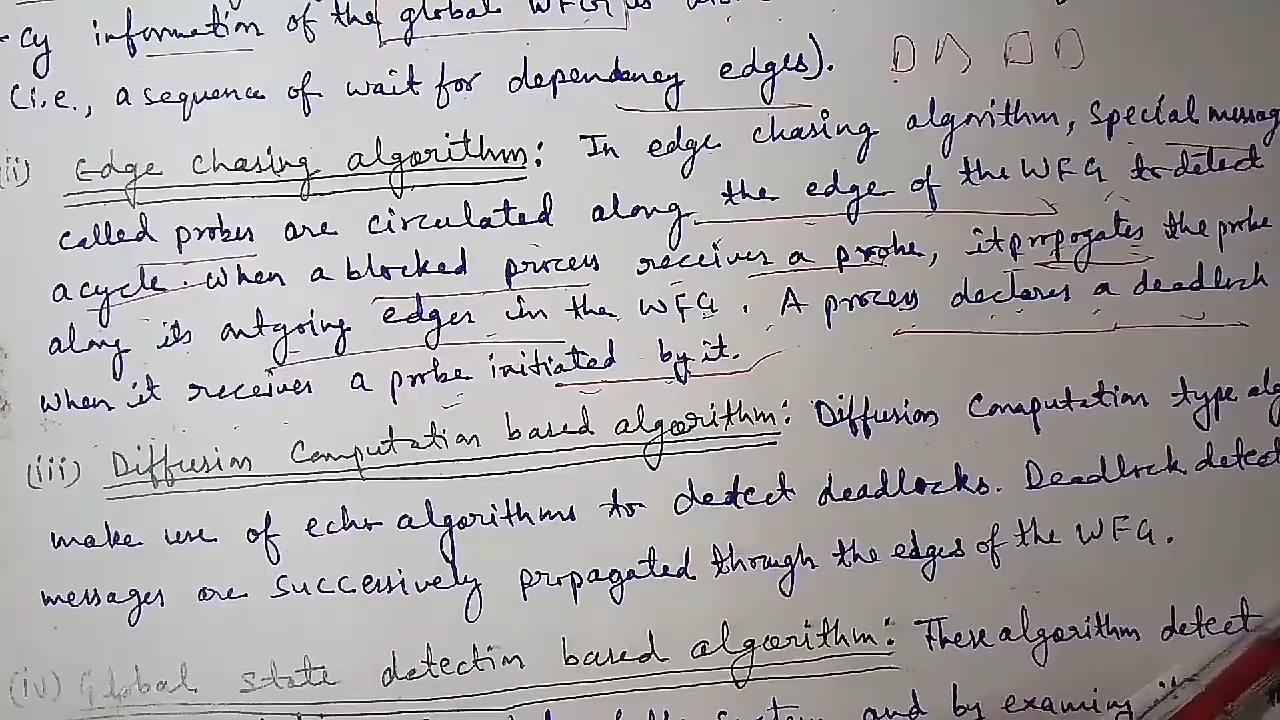 -cy information of the global WFG is
(i.e., a sequence of wait for dependency edges).
(ii) Edge chasing algorithm: In edge chasing algorithm, special messag
called probes are circulated along the edge of the WFG to detect
a cycle. When a blocked process receives a probe, it propogates the probe
along its outgoing edges in the WFG. A process declares a deadlock
when it receives a probe initiated by it.
(iii) Diffusion Computation based algorithm: Diffusion Computation type alg
make use of echo algorithms to detect deadlocks. Deadlock detect
messages are successively propagated through the edges of the WFG.
(iv) Global state detection based algorithm: These algorithm detect
and by examining